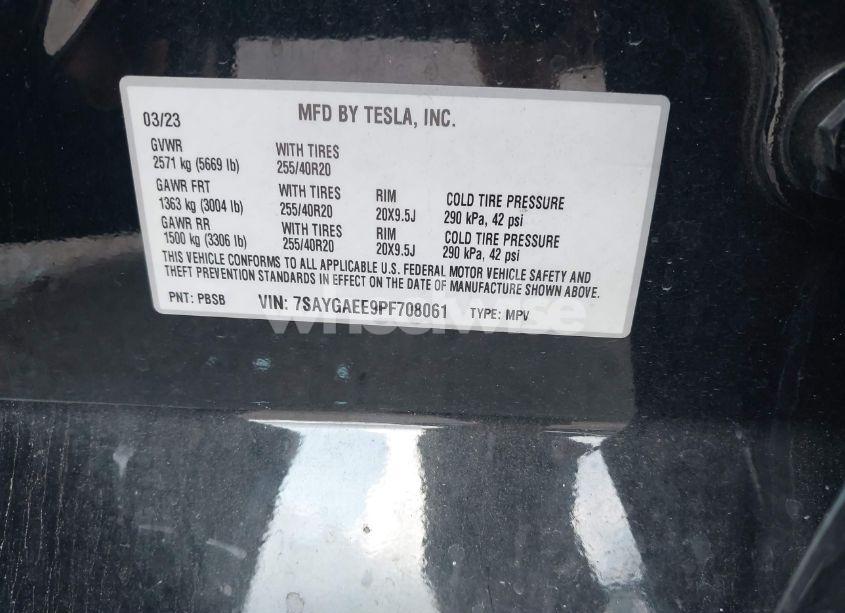 03/23 MFD BY TESLA, INC.
GVWR WITH TIRES
2571 kg (5669 lb) 255/40R20
GAWR FRT WITH TIRES RIM COLD TIRE PRESSURE
1363 kg (3004 lb) 255/40R20 20X9.5J 290 kPa, 42 psi
GAWR RR WITH TIRES RIM COLD TIRE PRESSURE
1500 kg (3306 lb) 255/40R20 20X9.5J 290 kPa, 42 psi
THIS VEHICLE CONFORMS TO ALL APPLICABLE U.S. FEDERAL MOTOR VEHICLE SAFETY AND
THEFT PREVENTION STANDARDS IN EFFECT ON THE DATE OF MANUFACTURE SHOWN ABOVE.
PNT: PBSB VIN: 7SAYGAEE9PF708061 TYPE: MPV
wheelwise